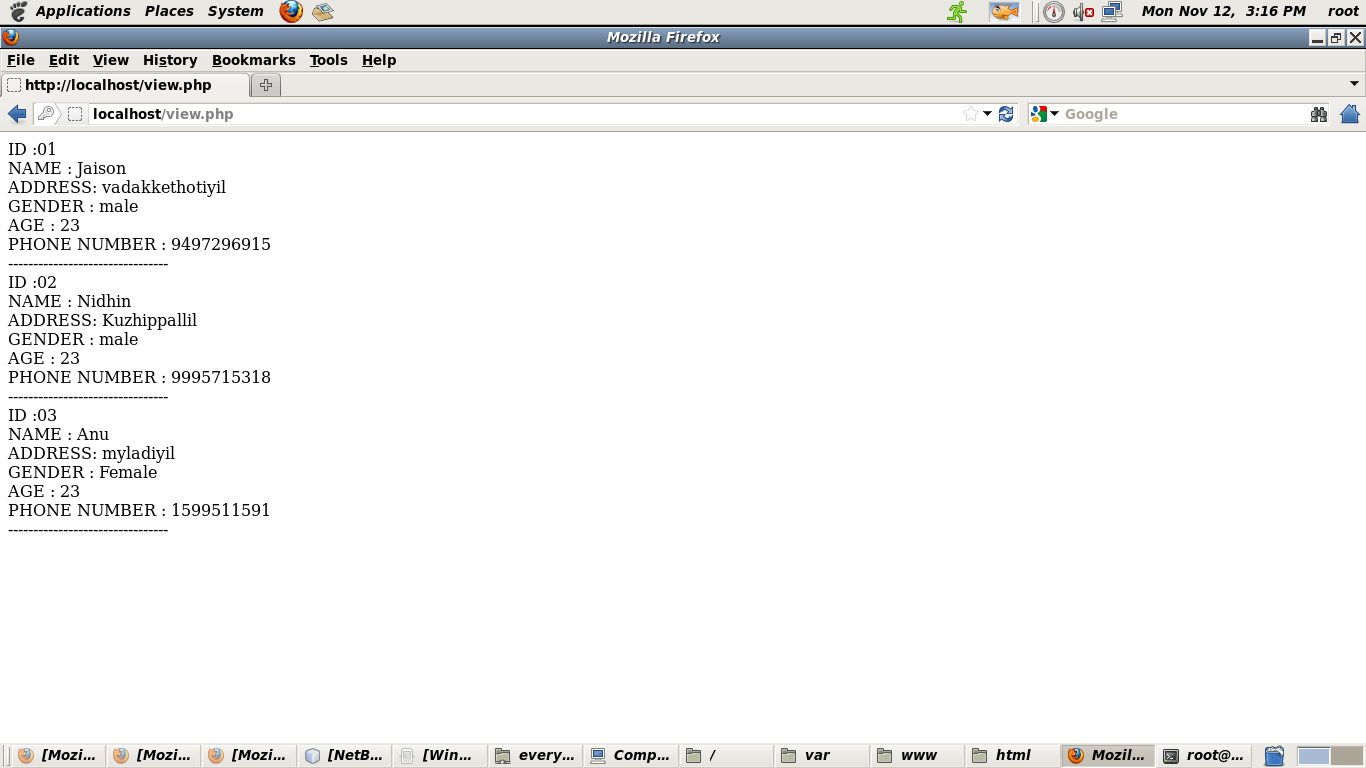 Applications Places System Mon Nov 12, 3:16 PM root
Mozilla Firefox
File Edit View History Bookmarks Tools Help
http://localhost/view.php
localhost/view.php Google
ID :01
NAME : Jaison
ADDRESS: vadakkethotiyil
GENDER : male
AGE : 23
PHONE NUMBER : 9497296915
--------------------------------
ID :02
NAME : Nidhin
ADDRESS: Kuzhippallil
GENDER : male
AGE : 23
PHONE NUMBER : 9995715318
--------------------------------
ID :03
NAME : Anu
ADDRESS: myladiyil
GENDER : Female
AGE : 23
PHONE NUMBER : 1599511591
--------------------------------
[Mozi... [Mozi... [Mozi... [NetB... [Win... every... Comp... / var www html Mozil... root@...